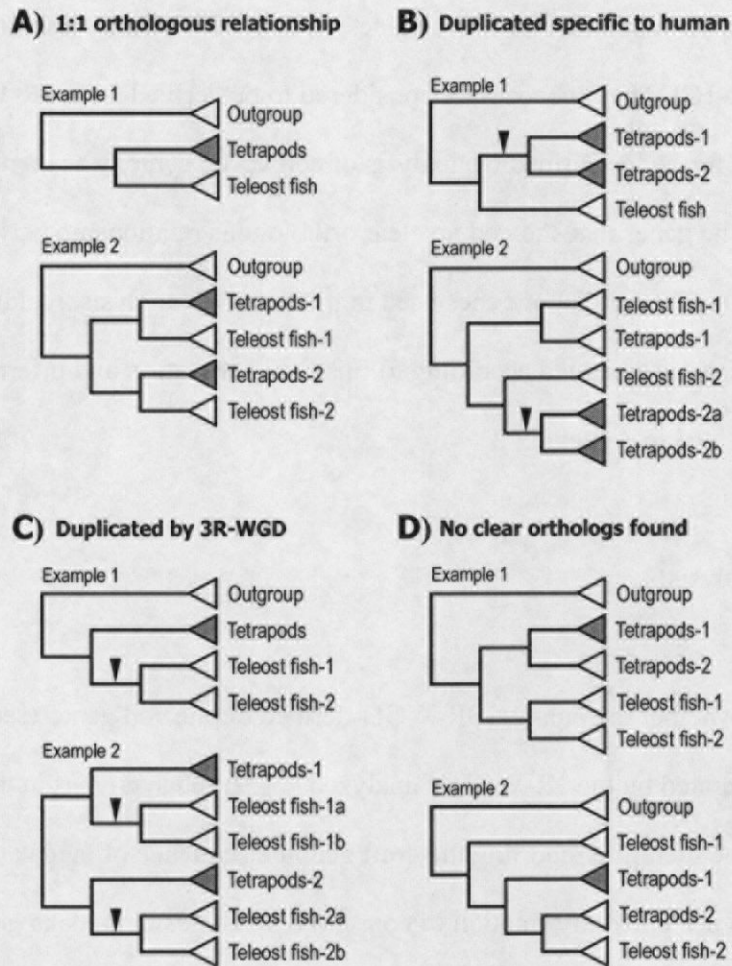 A) 1:1 orthologous relationship
Example 1
Outgroup
Tetrapods
Teleost fish
Example 2
Outgroup
Tetrapods-1
Teleost fish-1
Tetrapods-2
Teleost fish-2
B) Duplicated specific to human
Example 1
Outgroup
Tetrapods-1
Tetrapods-2
Teleost fish
Example 2
Outgroup
Teleost fish-1
Tetrapods-1
Teleost fish-2
Tetrapods-2a
Tetrapods-2b
C) Duplicated by 3R-WGD
Example 1
Outgroup
Tetrapods
Teleost fish-1
Teleost fish-2
Example 2
Tetrapods-1
Teleost fish-1a
Teleost fish-1b
Tetrapods-2
Teleost fish-2a
Teleost fish-2b
D) No clear orthologs found
Example 1
Outgroup
Tetrapods-1
Tetrapods-2
Teleost fish-1
Teleost fish-2
Example 2
Outgroup
Teleost fish-1
Tetrapods-1
Tetrapods-2
Teleost fish-2